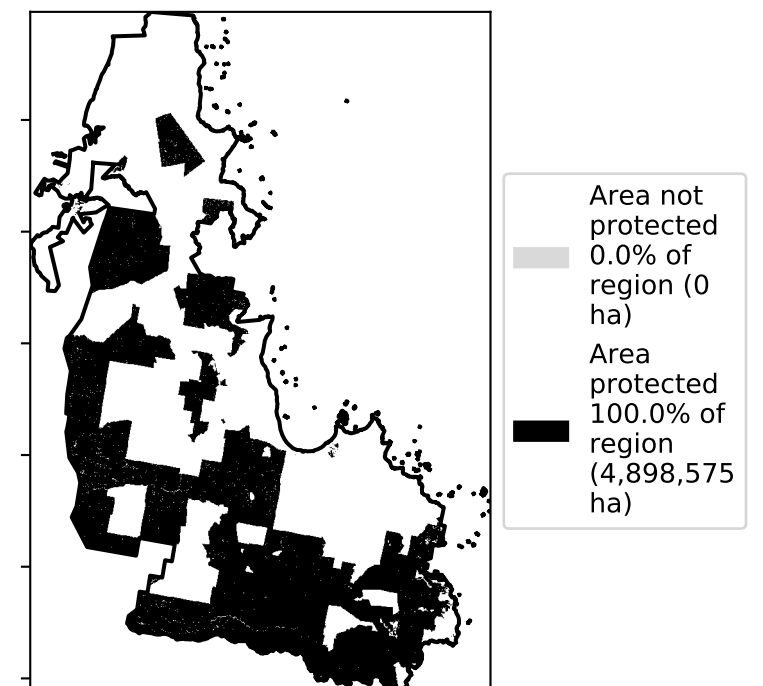 Area not
protected
0.0% of
region (0
ha)
Area
protected
100.0% of
region
(4,898,575
ha)